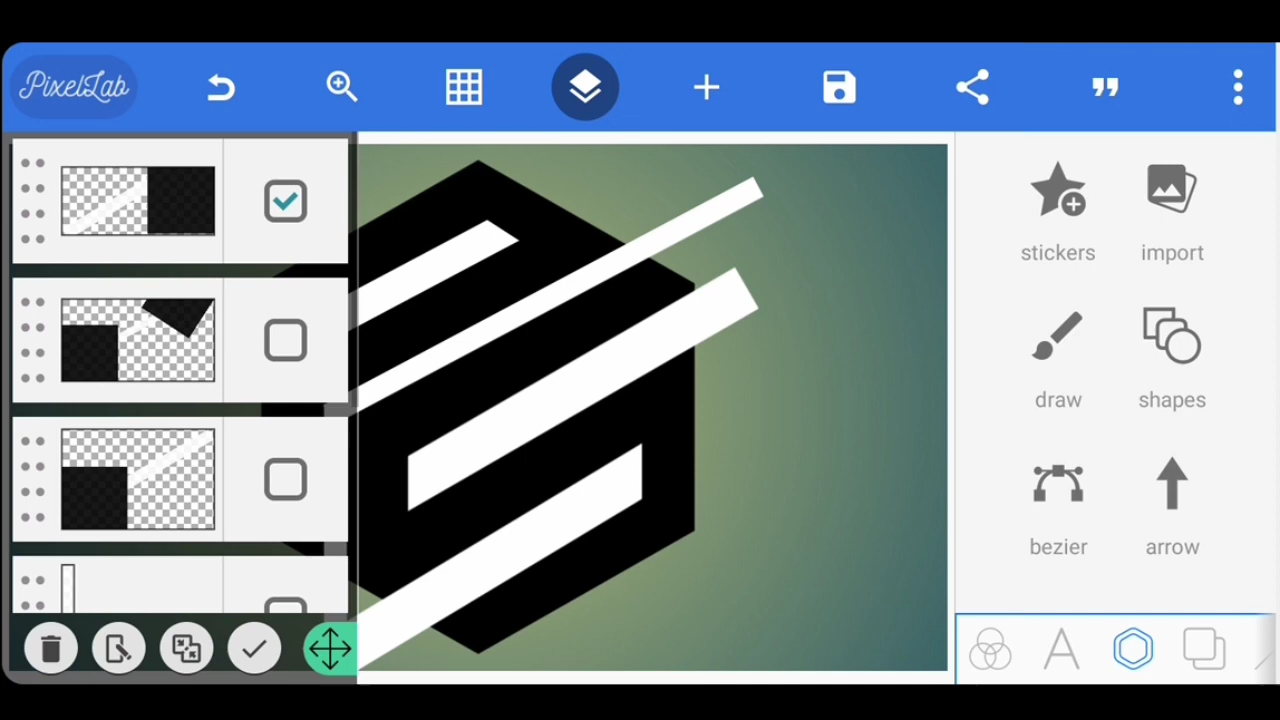 PixelLab
stickers
import
draw
shapes
bezier
arrow